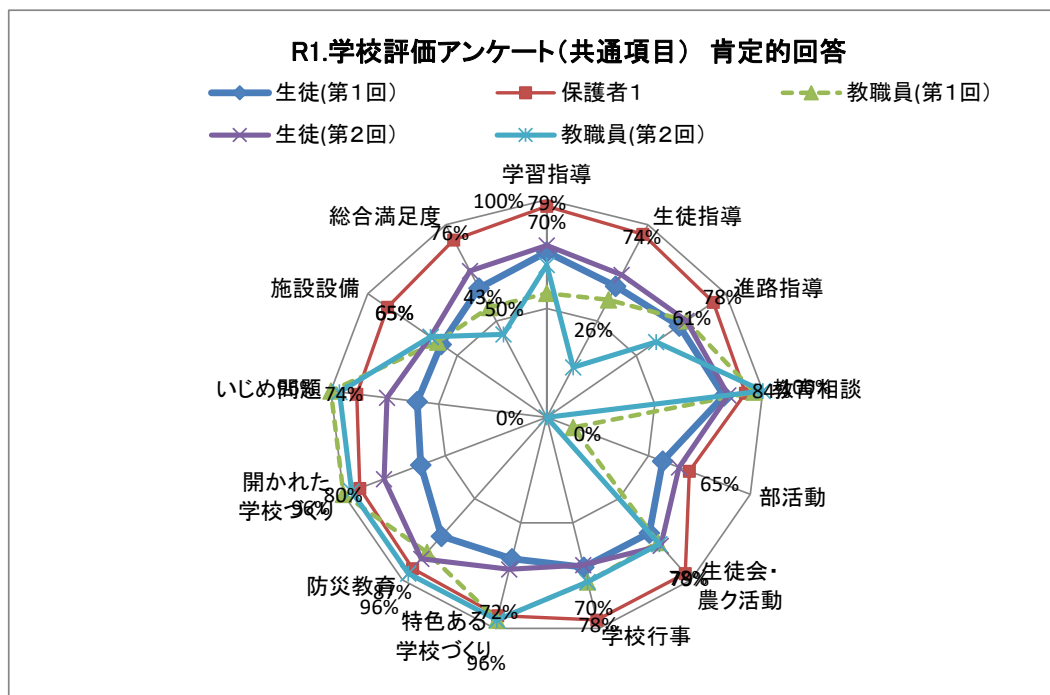 R1.学校評価アンケート(共通項目) 肯定的回答
生徒(第1回) 保護者1 教職員(第1回)
生徒(第2回) 教職員(第2回)
学習指導
100% 79%
70%
総合満足度
76%
生徒指導
74%
施設設備
65%
進路指導
78%
61%
43%
50%
26%
いじめ問題
74%
教育相談
84%
100%
0%
0%
65%
部活動
開かれた
学校づくり
80%
96%
防災教育
87%
96%
特色ある
学校づくり
72%
96%
学校行事
70%
78%
生徒会・
農ク活動